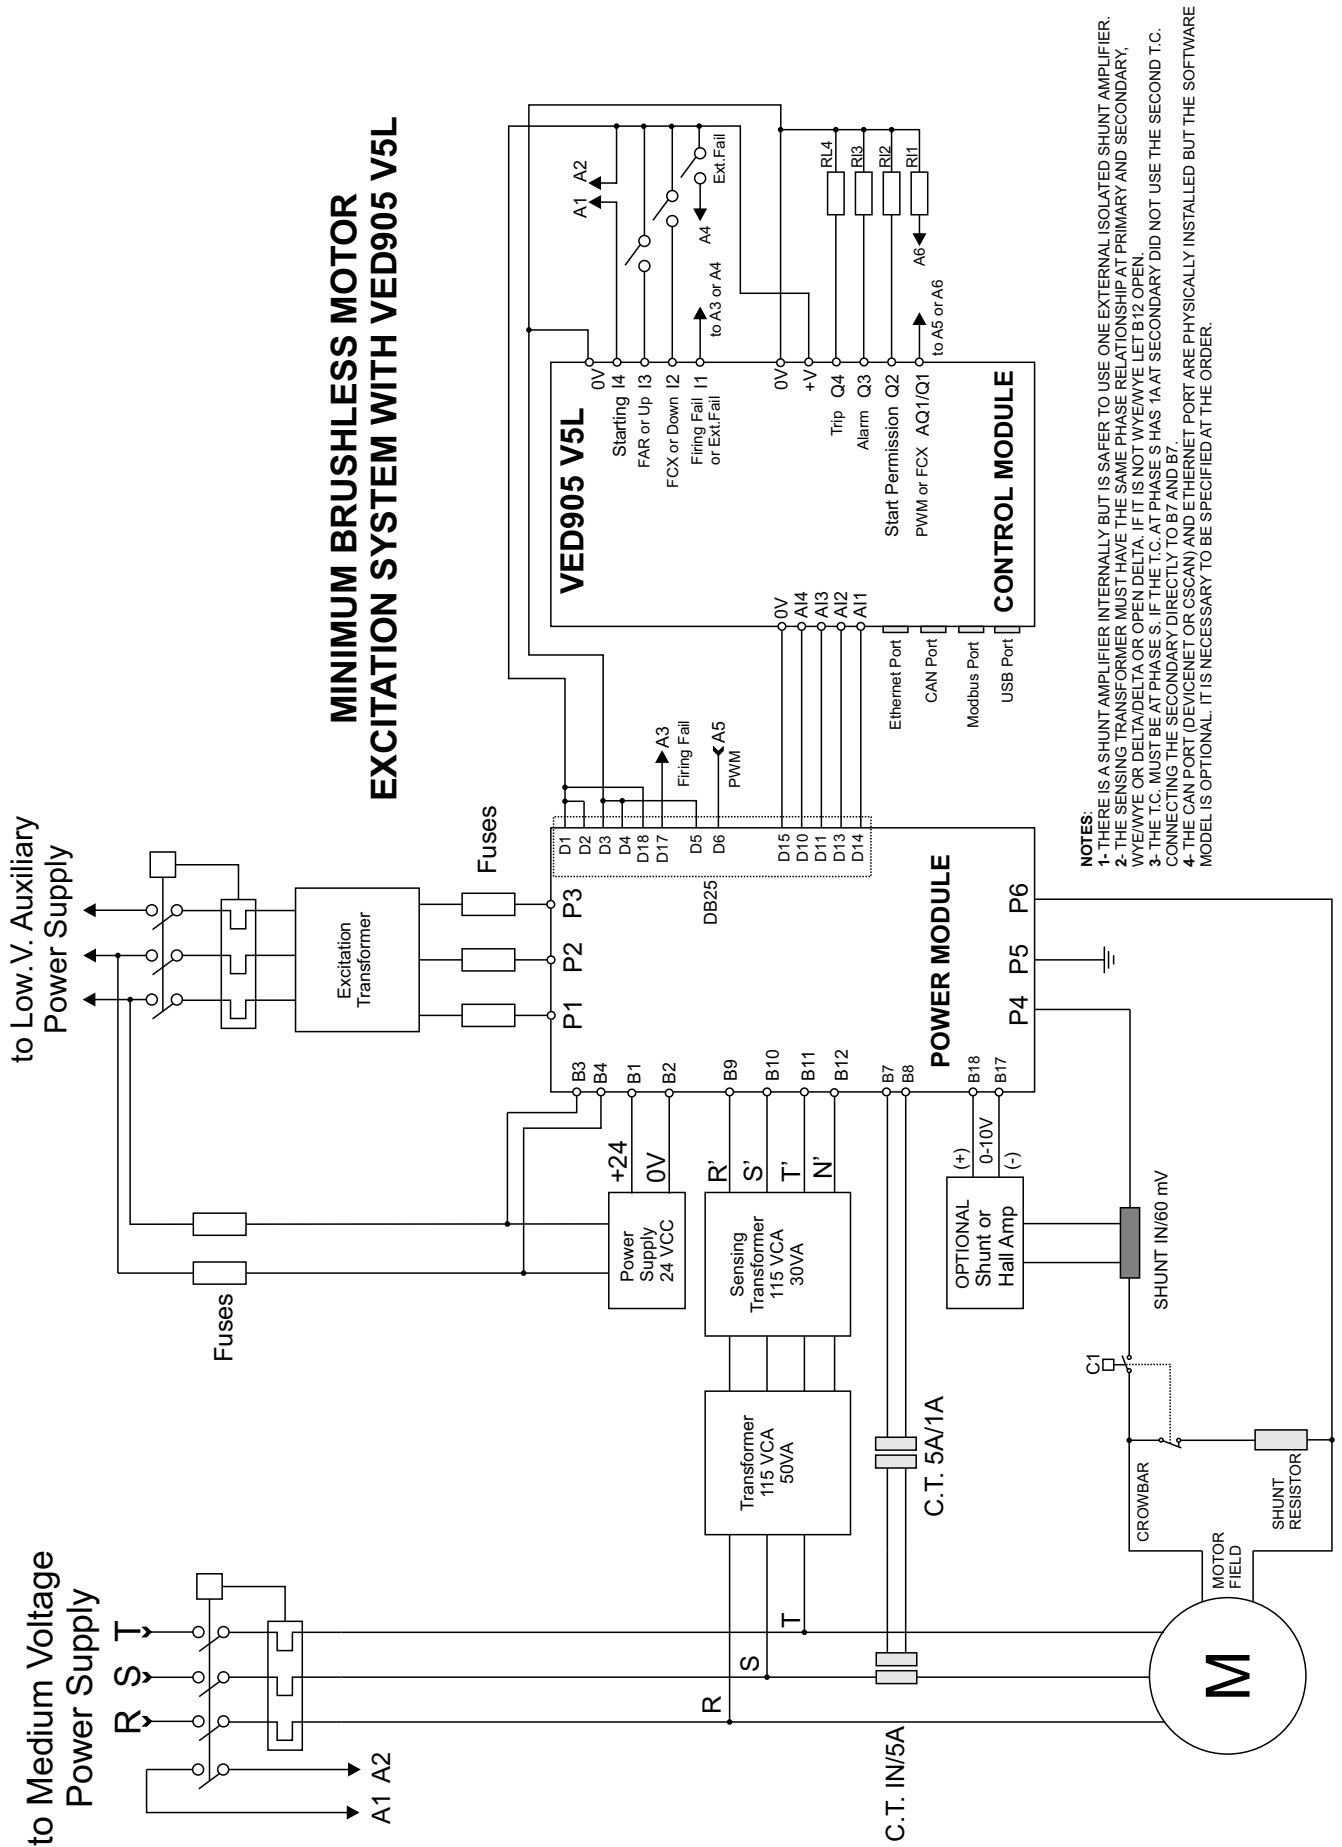 MINIMUM BRUSHLESS MOTOR
EXCITATION SYSTEM WITH VED905 V5L
to Medium Voltage
Power Supply
R
S
T
A1
A2
to Low.V. Auxiliary
Power Supply
Fuses
Excitation
Transformer
Fuses
P1
P2
P3
B3
B4
B1
B2
B9
B10
B11
B12
B7
B8
B18
B17
+24
0V
Power
Supply
24 VCC
R'
S'
T'
N'
Sensing
Transformer
115 VCA
30VA
Transformer
115 VCA
50VA
R
S
T
C.T. IN/5A
C.T. 5A/1A
(+)
0-10V
(-)
OPTIONAL
Shunt or
Hall Amp
SHUNT IN/60 mV
C1
CROWBAR
SHUNT
RESISTOR
MOTOR
FIELD
M
POWER MODULE
P4
P5
P6
DB25
D1
D2
D3
D4
D18
D17
D5
D6
D15
D10
D11
D13
D14
A3
Firing Fail
A5
PWM
0V
AI4
AI3
AI2
AI1
Ethernet Port
CAN Port
Modbus Port
USB Port
VED905 V5L
CONTROL MODULE
0V
Starting I4
FAR or Up I3
FCX or Down I2
Firing Fail I1
or Ext.Fail
0V
+V
Trip Q4
Alarm Q3
Start Permission Q2
PWM or FCX AQ1/Q1
A1
A2
to A3 or A4
A4
Ext.Fail
RL4
RI3
RI2
RI1
A6
to A5 or A6
NOTES:
1- THERE IS A SHUNT AMPLIFIER INTERNALLY BUT IS SAFER TO USE ONE EXTERNAL ISOLATED SHUNT AMPLIFIER.
2- THE SENSING TRANSFORMER MUST HAVE THE SAME PHASE RELATIONSHIP AT PRIMARY AND SECONDARY,
WYE/WYE OR DELTA/DELTA OR OPEN DELTA. IF IT IS NOT WYE/WYE LET B12 OPEN.
3- THE T.C. MUST BE AT PHASE S. IF THE T.C. AT PHASE S HAS 1A AT SECONDARY DID NOT USE THE SECOND T.C.
CONNECTING THE SECONDARY DIRECTLY TO B7 AND B7.
4- THE CAN PORT (DEVICENET OR CSCAN) AND ETHERNET PORT ARE PHYSICALLY INSTALLED BUT THE SOFTWARE
MODEL IS OPTIONAL. IT IS NECESSARY TO BE SPECIFIED AT THE ORDER.